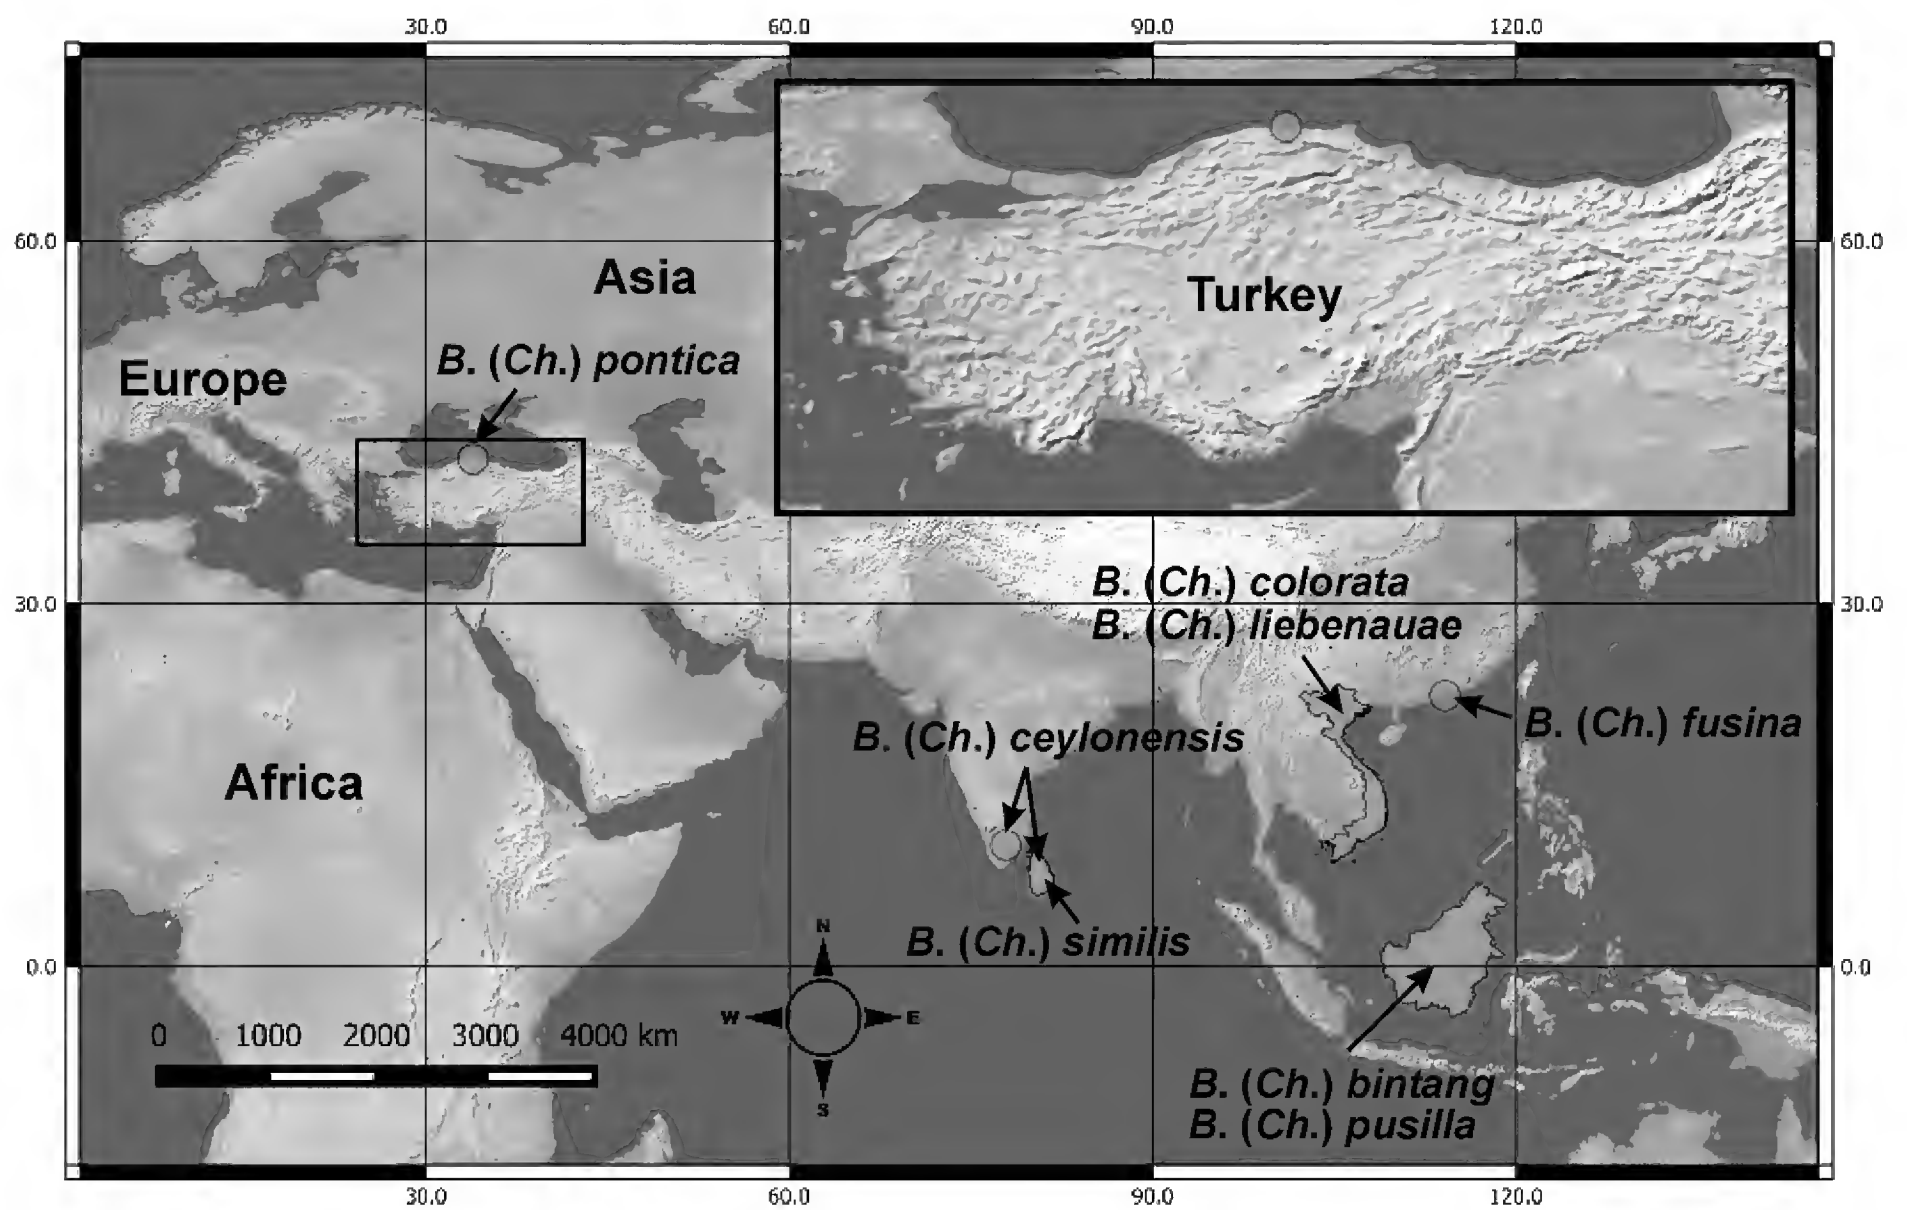 30.0 60.0 90.0 120.0
60.0 60.0
Asia
Turkey
B. (Ch.) pontica
Europe
B. (Ch.) colorata
30.0 30.0
B. (Ch.) liebenauae
B. (Ch.) fusina
B. (Ch.) ceylonensis
Africa
N
B. (Ch.) similis
0.0 0.0
W E
0 1000 2000 3000 4000 km
S
B. (Ch.) bintang
B. (Ch.) pusilla
30.0 60.0 90.0 120.0